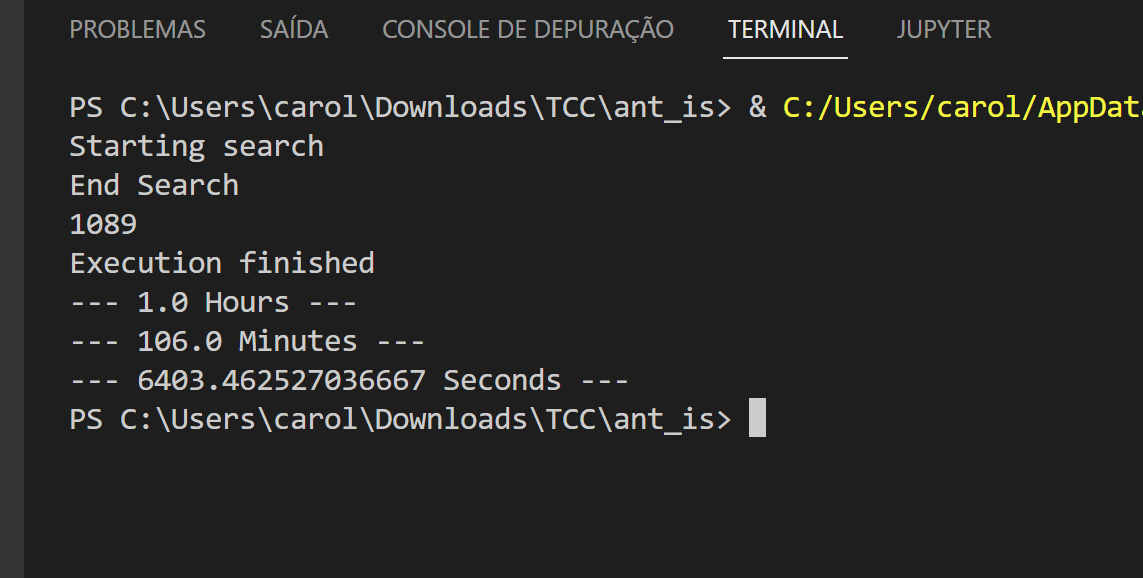 PROBLEMAS SAÍDA CONSOLE DE DEPURAÇÃO TERMINAL JUPYTER
PS C:\Users\carol\Downloads\TCC\ant_is> & C:/Users/carol/AppData
Starting search
End Search
1089
Execution finished
--- 1.0 Hours ---
--- 106.0 Minutes ---
--- 6403.462527036667 Seconds ---
PS C:\Users\carol\Downloads\TCC\ant_is>